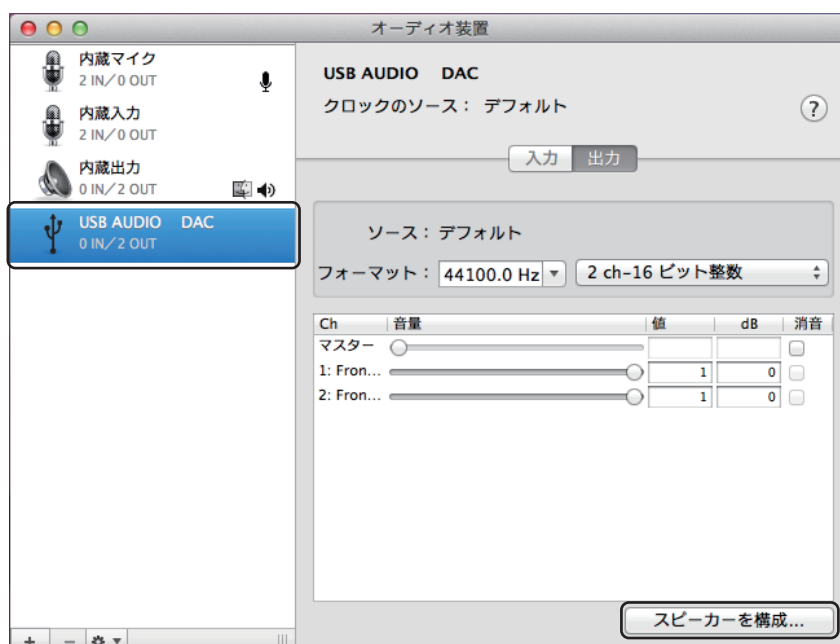 オーディオ装置
内蔵マイク
2 IN/0 OUT
内蔵入力
2 IN/0 OUT
内蔵出力
0 IN/2 OUT
USB AUDIO DAC
0 IN/2 OUT
USB AUDIO DAC
クロックのソース： デフォルト
?
入力 出力
ソース： デフォルト
フォーマット： 44100.0 Hz 2 ch-16 ビット整数
Ch 音量 値 dB 消音
マスター
1: Fron... 1 0
2: Fron... 1 0
スピーカーを構成...